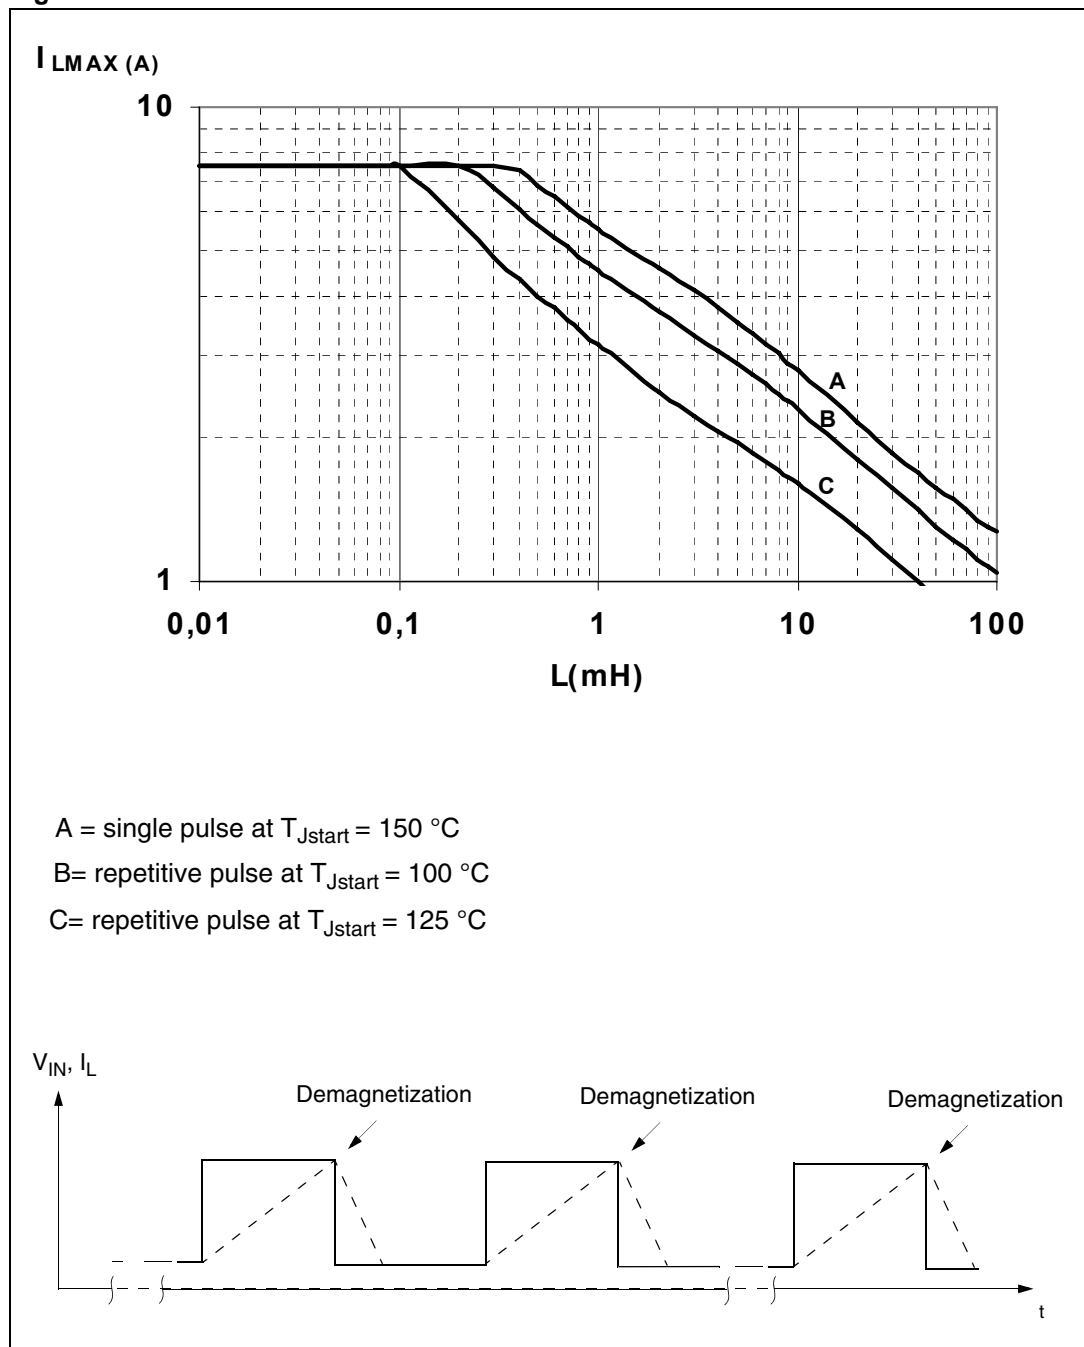 I LMAX (A)
10
1
0,01 0,1 1 10 100
L(mH)
A
B
C
A = single pulse at TJstart = 150 °C
B= repetitive pulse at TJstart = 100 °C
C= repetitive pulse at TJstart = 125 °C
VIN, IL
Demagnetization Demagnetization Demagnetization
t